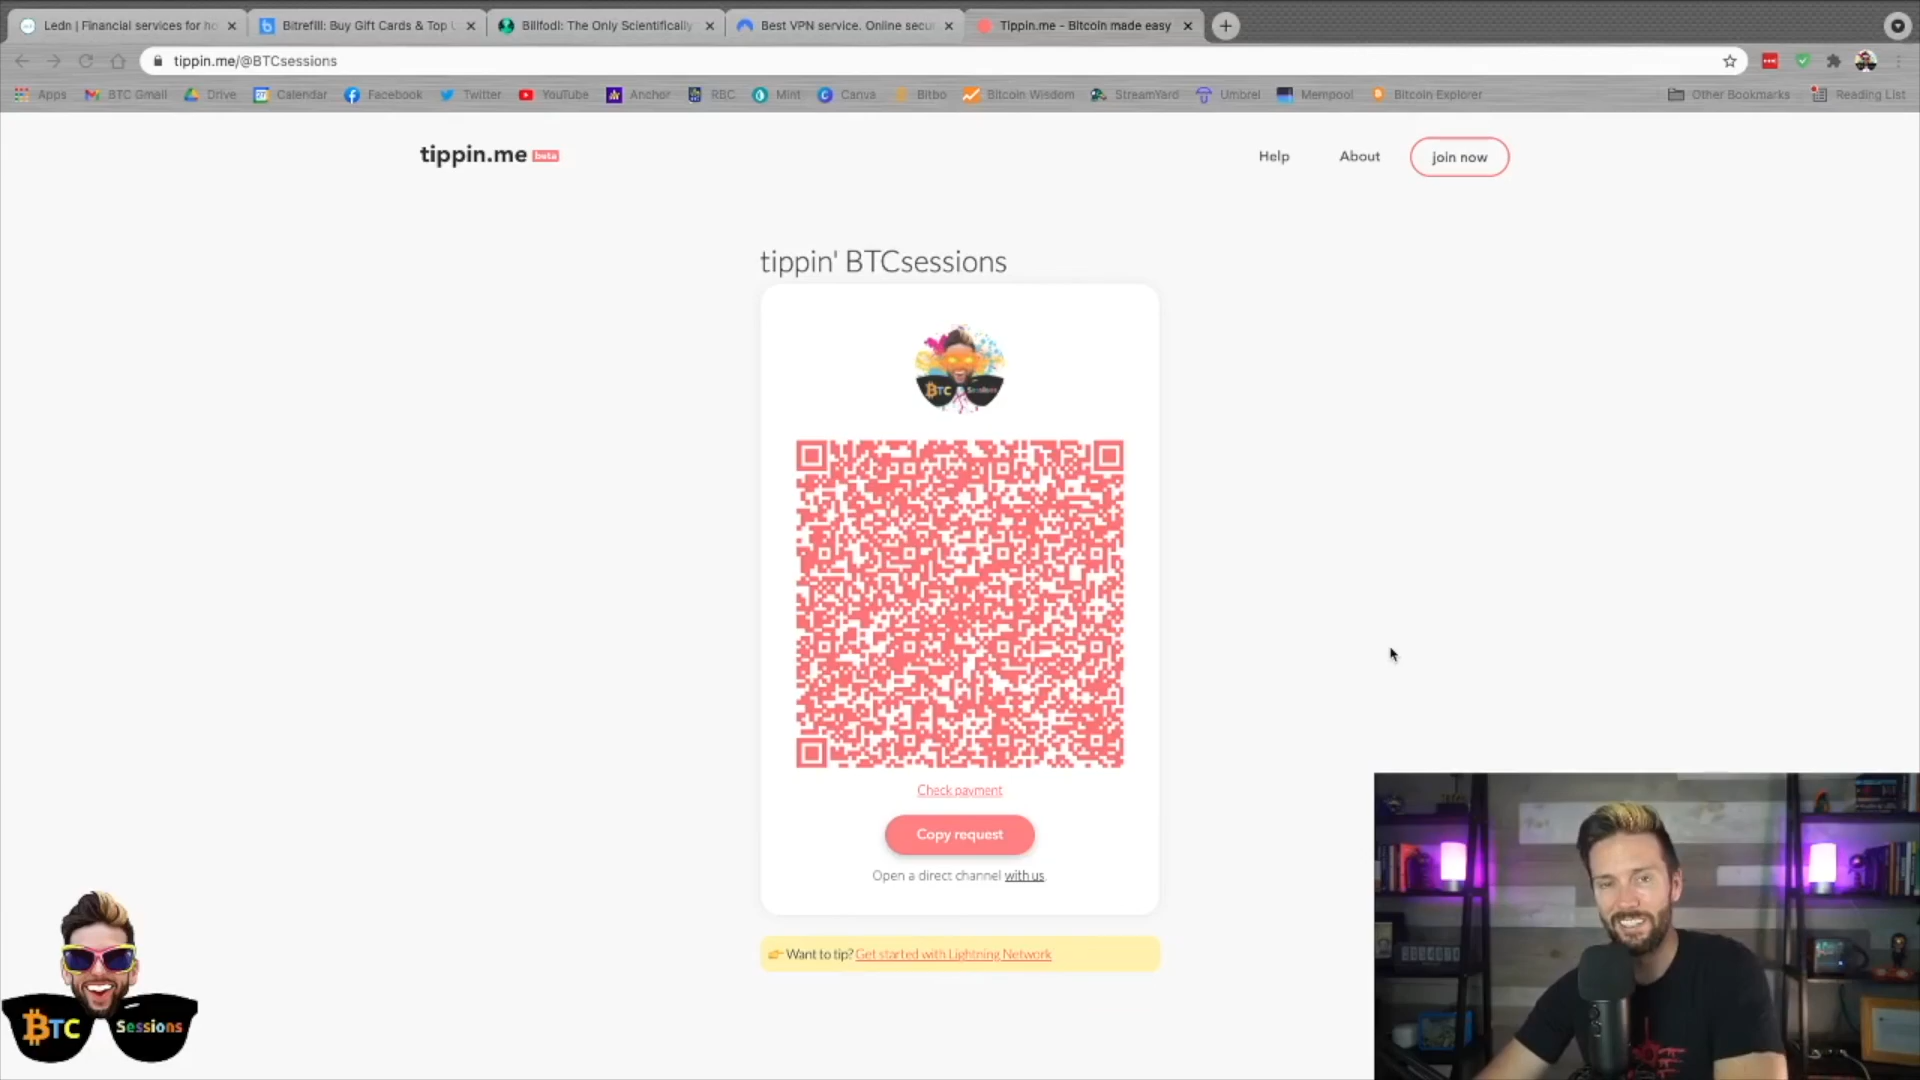 Ledn | Financial services for ho
Bitrefill: Buy Gift Cards & Top U
Billfodl: The Only Scientifically
Best VPN service. Online secu
Tippin.me - Bitcoin made easy
tippin.me/@BTCsessions
Apps
BTC Gmail
Drive
Calendar
Facebook
Twitter
YouTube
Anchor
RBC
Mint
Canva
Bitbo
Bitcoin Wisdom
StreamYard
Umbrel
Mempool
Bitcoin Explorer
Other Bookmarks
Reading List
tippin.me beta
Help
About
join now
tippin' BTCsessions
BTC Sessions
Check payment
Copy request
Open a direct channel with us
👉 Want to tip? Get started with Lightning Network
BTC Sessions